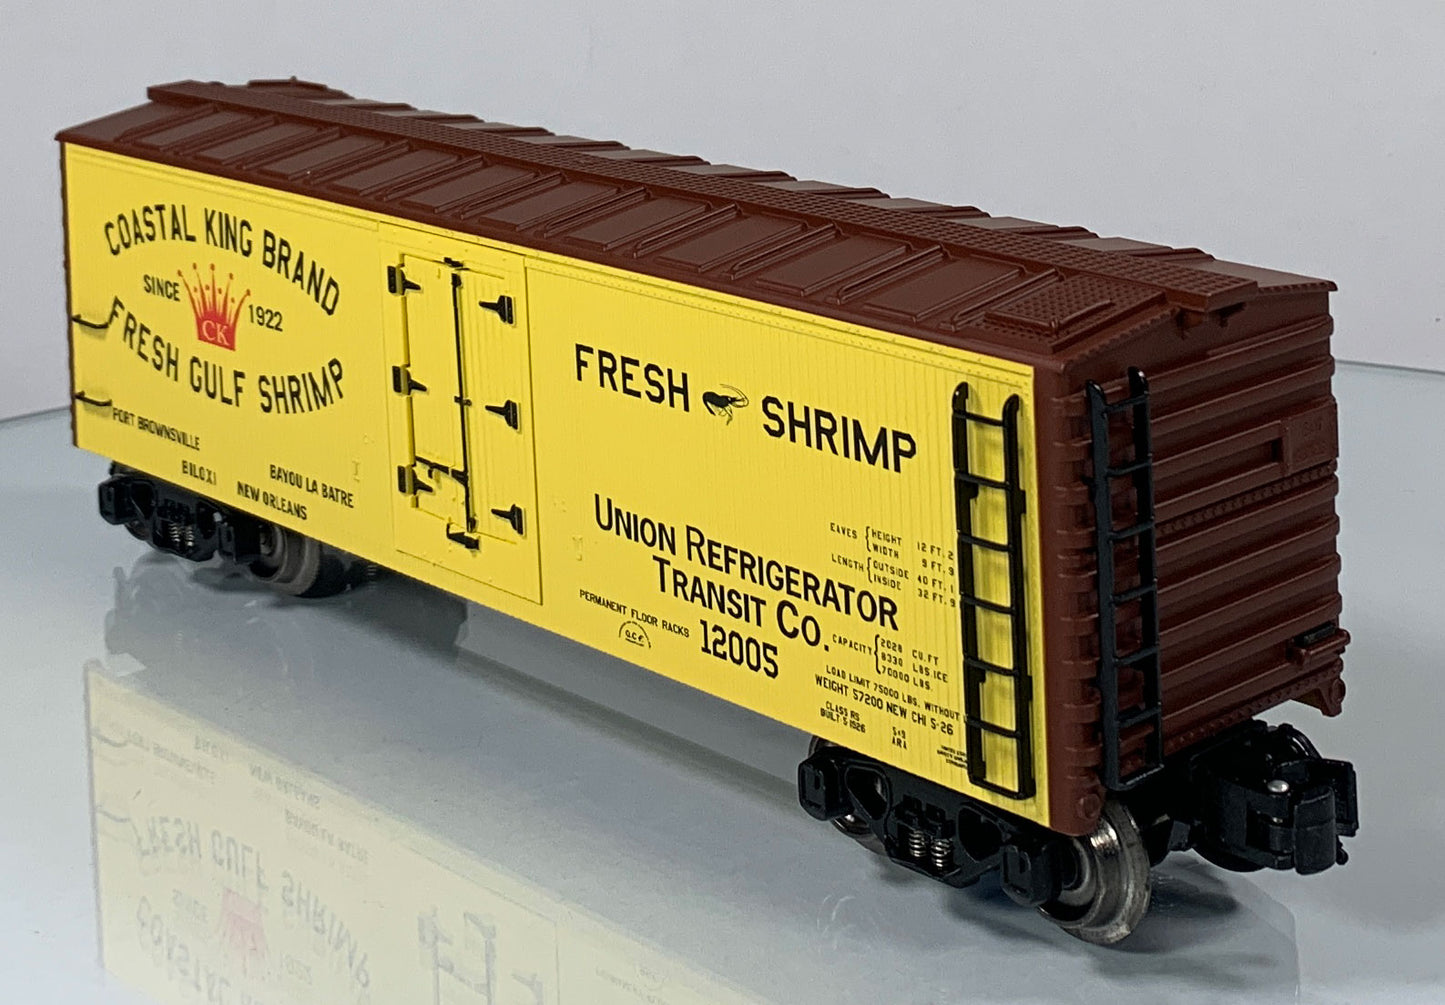 COASTAL KING BRAND
SINCE 1922
CK
FRESH GULF SHRIMP
PORT BROWNSVILLE
BILOXI
BAYOU LA BATRE
NEW ORLEANS
FRESH SHRIMP
UNION REFRIGERATOR
TRANSIT CO.
12005
PERMANENT FLOOR RACKS
EAVES HEIGHT 12 FT. 2
WIDTH 9 FT. 9
LENGTH OUTSIDE 40 FT. 1
INSIDE 32 FT. 9
CAPACITY 2028 CU.FT
8330 LBS.ICE
70000 LBS.
LOAD LIMIT 75000 LBS. WITHOUT
WEIGHT 57200 NEW CHI 5-26
CLASS RS
BUILT 5 1926
ARA